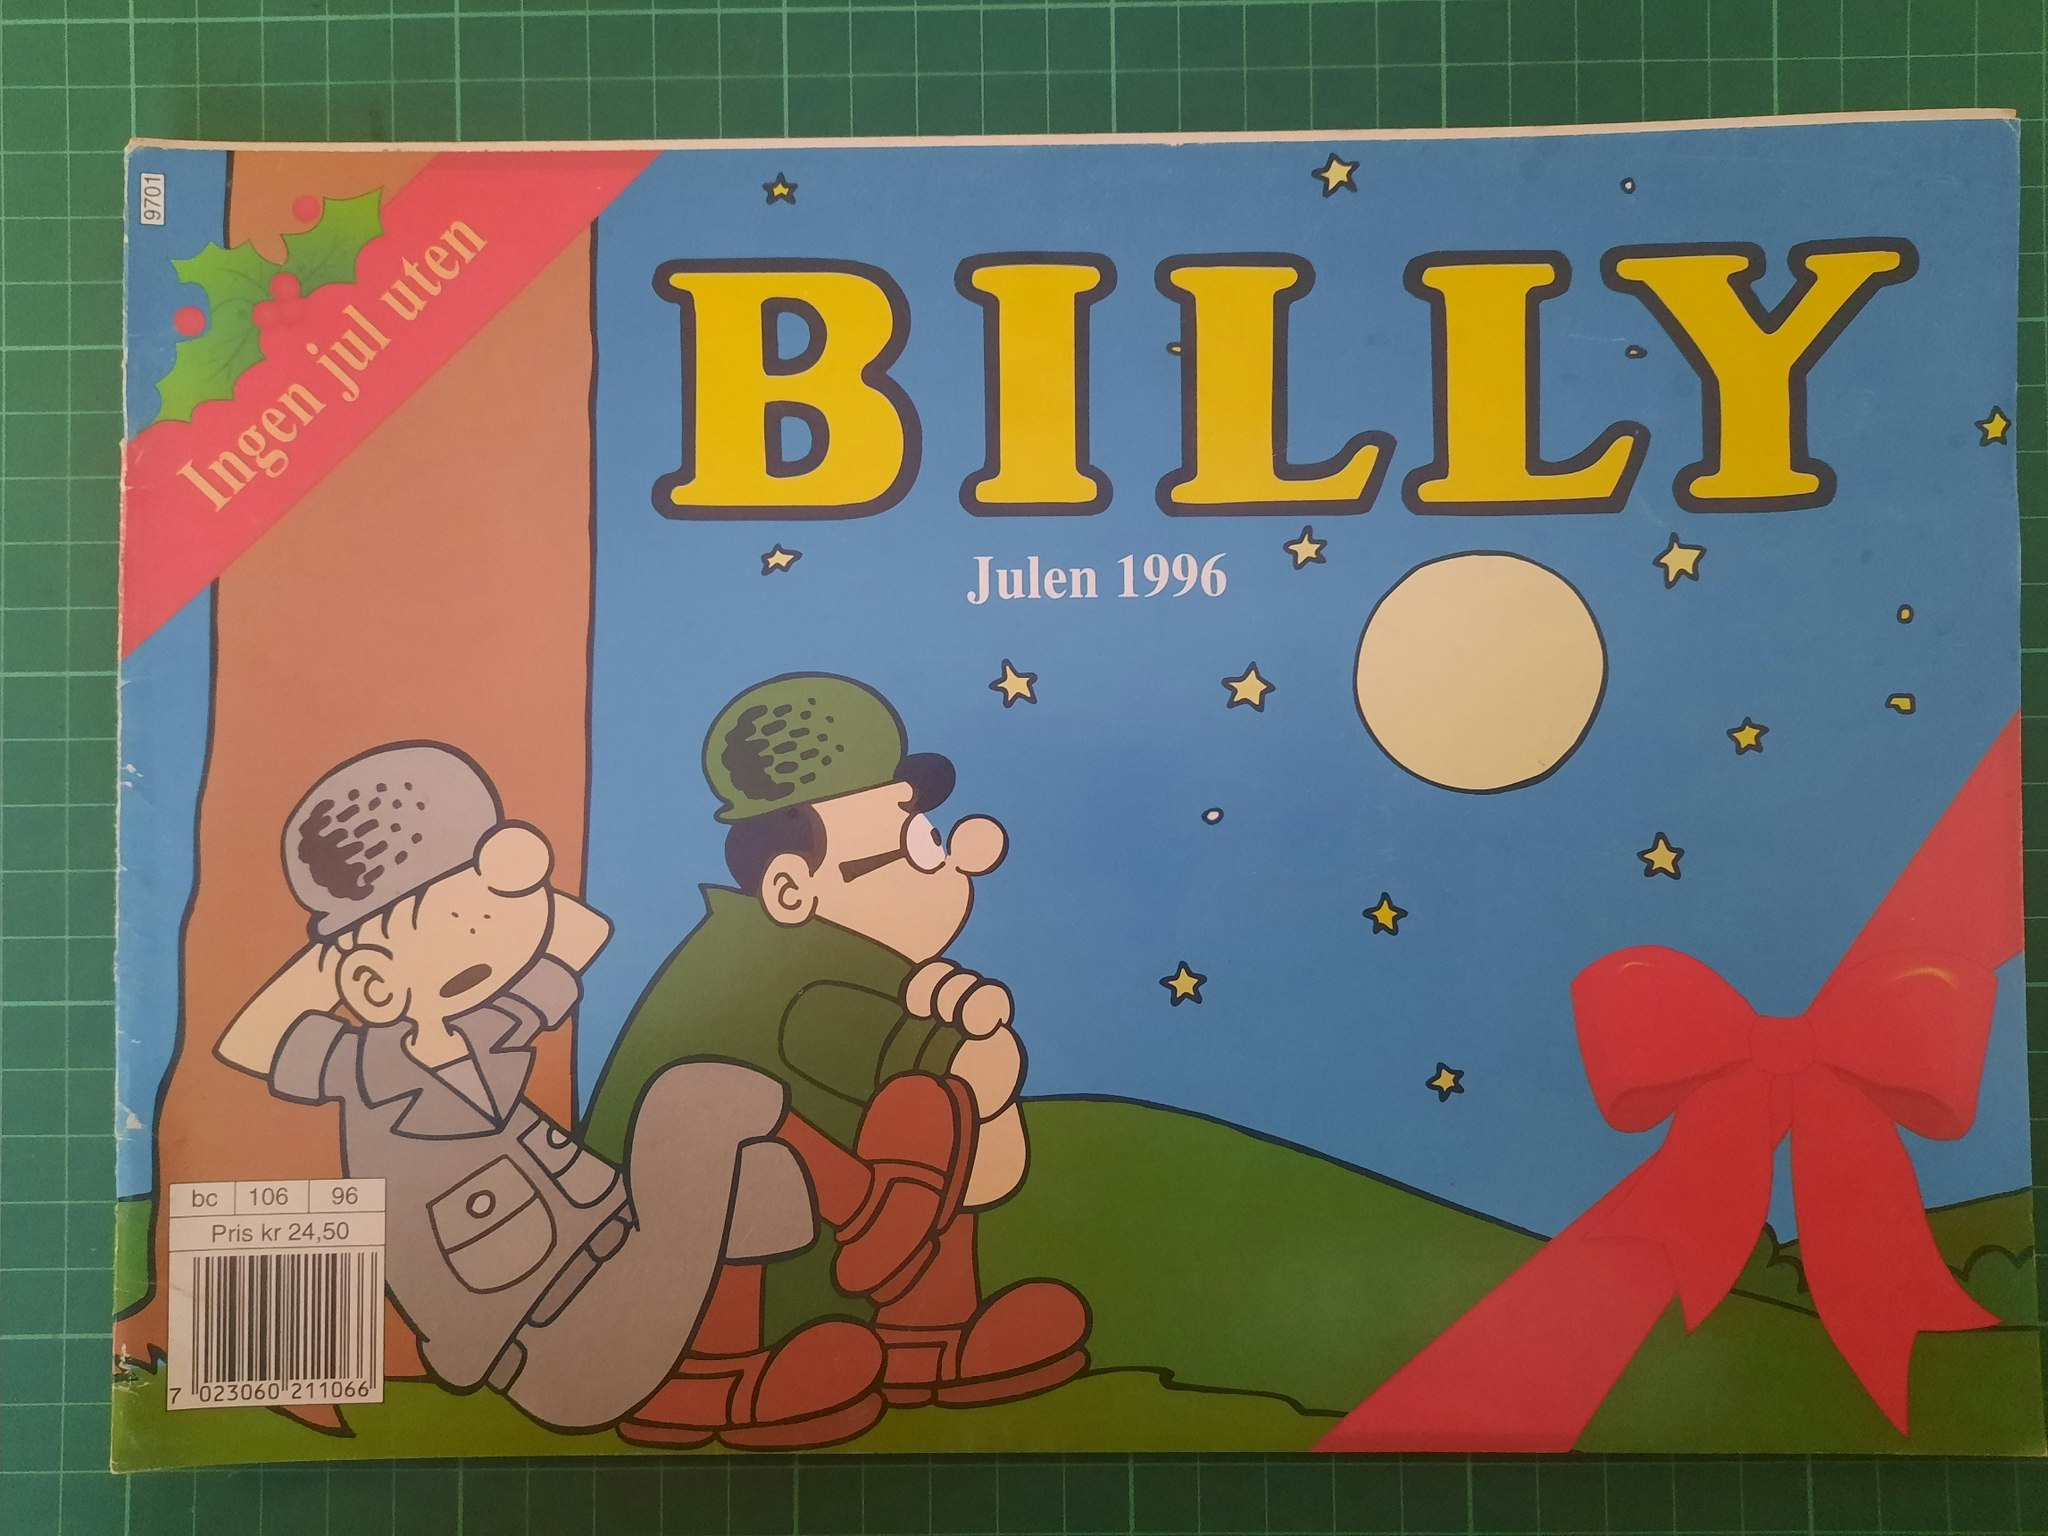 9701
Ingen jul uten
BILLY
Julen 1996
bc 106 96
Pris kr 24,50
7 023060 211066